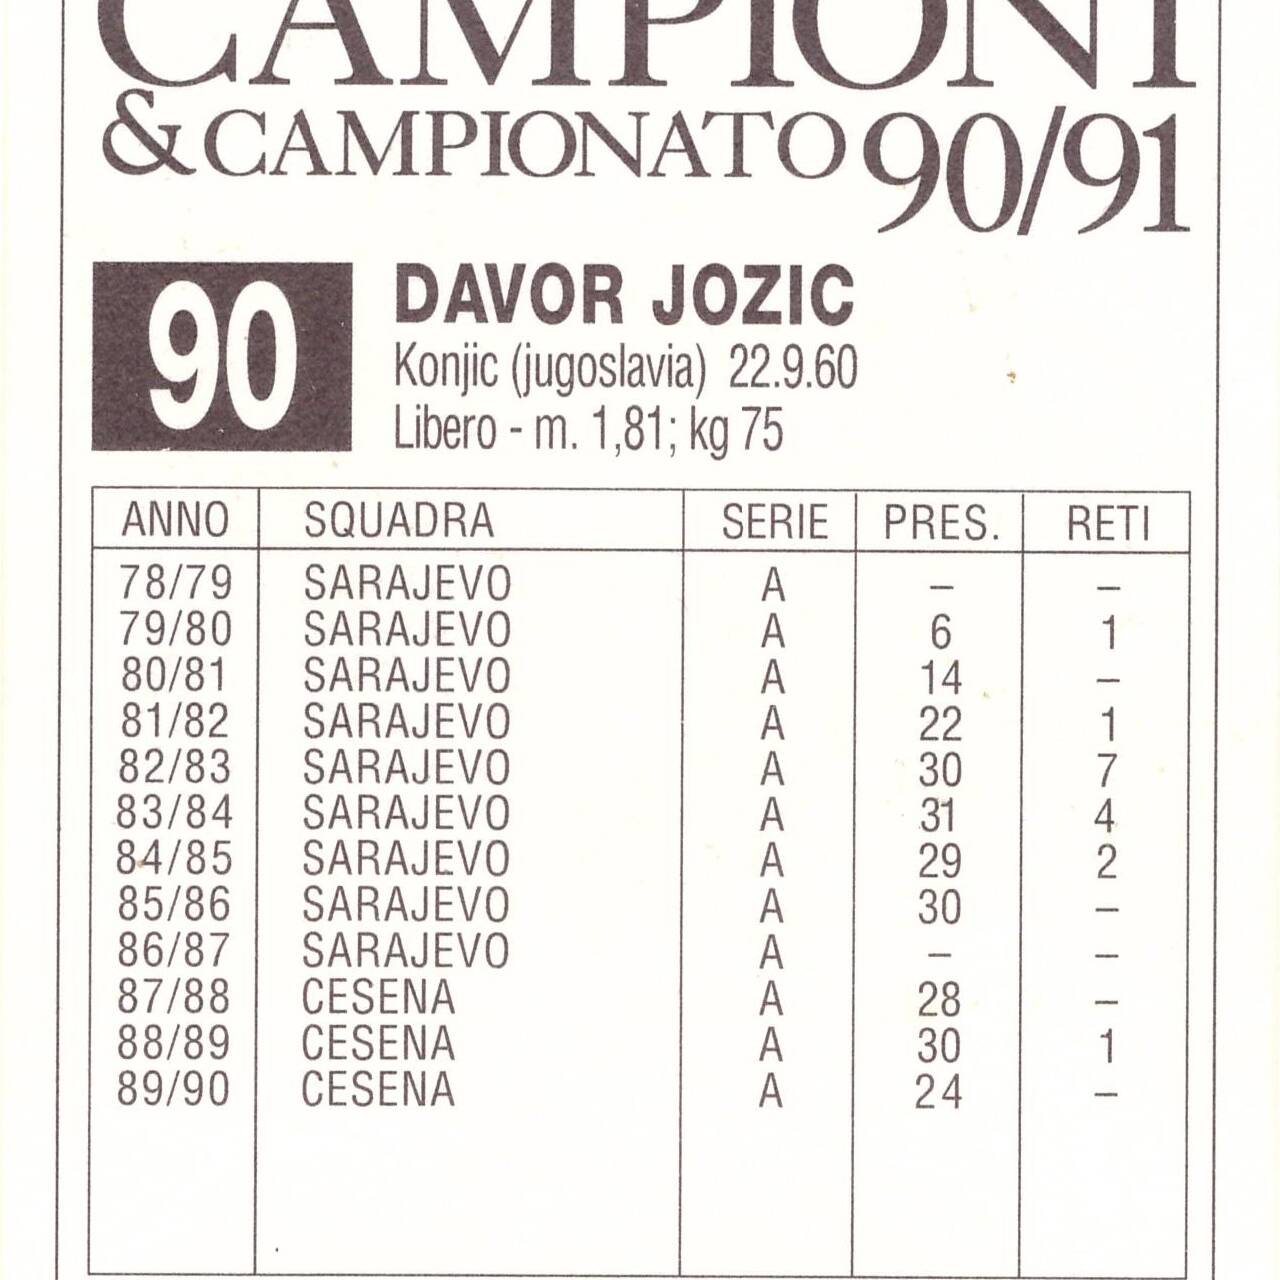 CAMPIONI
& CAMPIONATO 90/91
90
DAVOR JOZIC
Konjic (jugoslavia) 22.9.60
Libero - m. 1,81; kg 75
ANNO SQUADRA SERIE PRES. RETI
78/79 SARAJEVO A – –
79/80 SARAJEVO A 6 1
80/81 SARAJEVO A 14 –
81/82 SARAJEVO A 22 1
82/83 SARAJEVO A 30 7
83/84 SARAJEVO A 31 4
84/85 SARAJEVO A 29 2
85/86 SARAJEVO A 30 –
86/87 SARAJEVO A – –
87/88 CESENA A 28 –
88/89 CESENA A 30 1
89/90 CESENA A 24 –